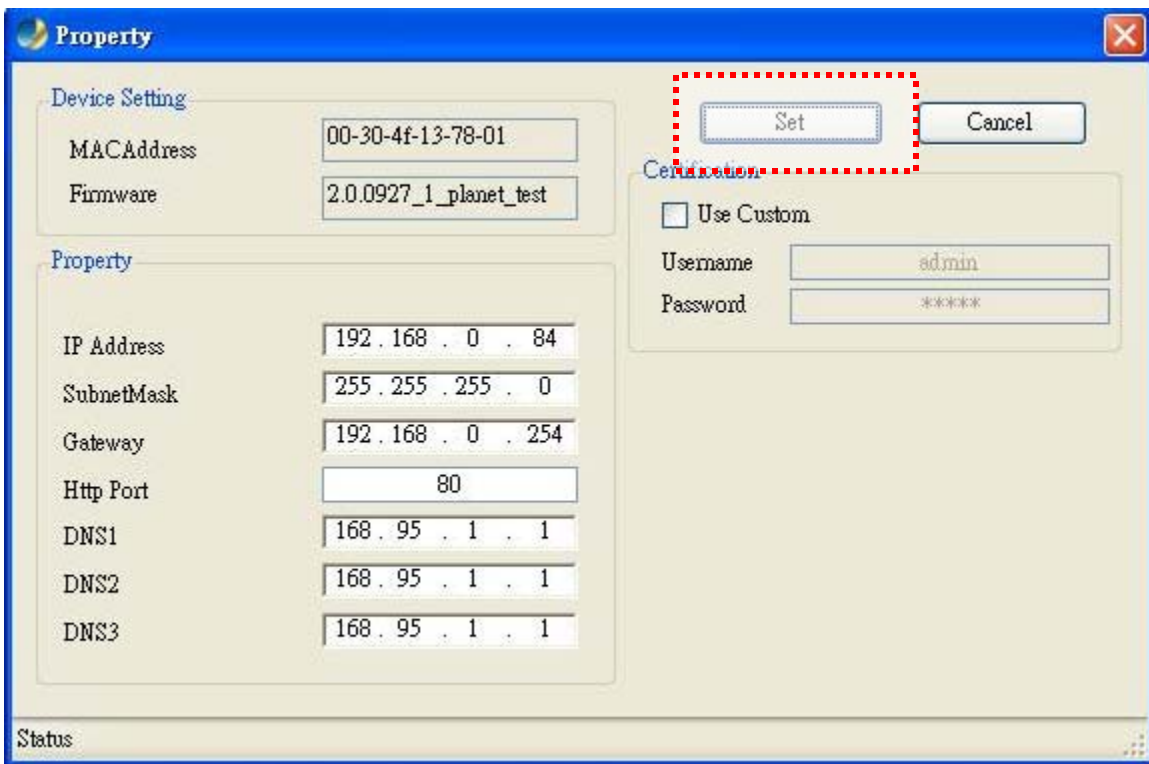 Property
Device Setting
MACAddress 00-30-4f-13-78-01
Firmware 2.0.0927_1_planet_test
Set Cancel
Certification
Use Custom
Username admin
Password *****
Property
IP Address 192 . 168 . 0 . 84
SubnetMask 255 . 255 . 255 . 0
Gateway 192 . 168 . 0 . 254
Http Port 80
DNS1 168 . 95 . 1 . 1
DNS2 168 . 95 . 1 . 1
DNS3 168 . 95 . 1 . 1
Status